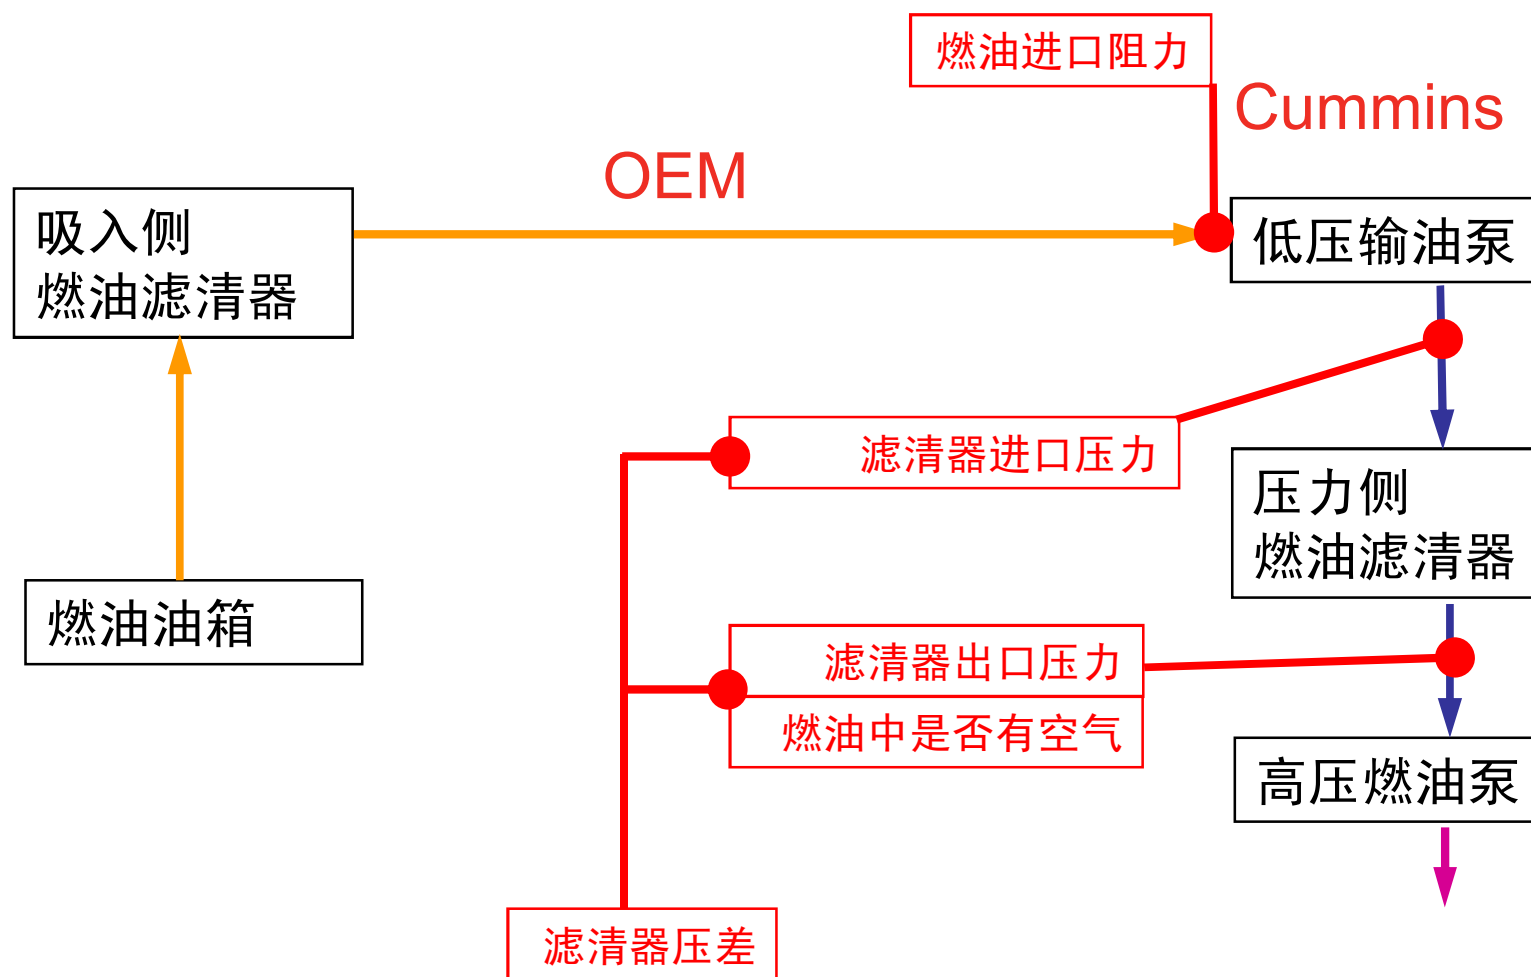 燃油进口阻力
Cummins
OEM
吸入侧
燃油滤清器
低压输油泵
滤清器进口压力
压力侧
燃油滤清器
燃油油箱
滤清器出口压力
燃油中是否有空气
高压燃油泵
滤清器压差